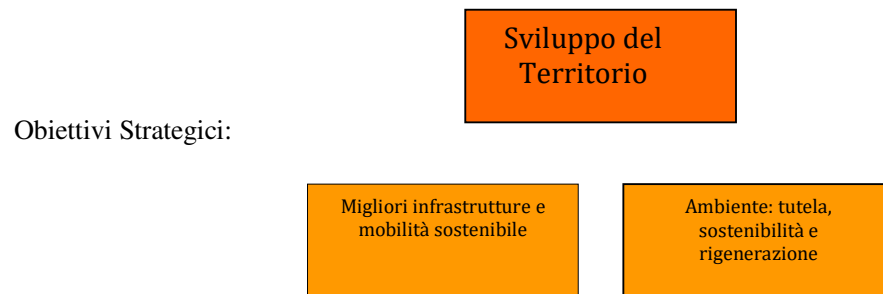 Sviluppo del
Territorio
Obiettivi Strategici:
Migliori infrastrutture e
mobilità sostenibile
Ambiente: tutela,
sostenibilità e
rigenerazione